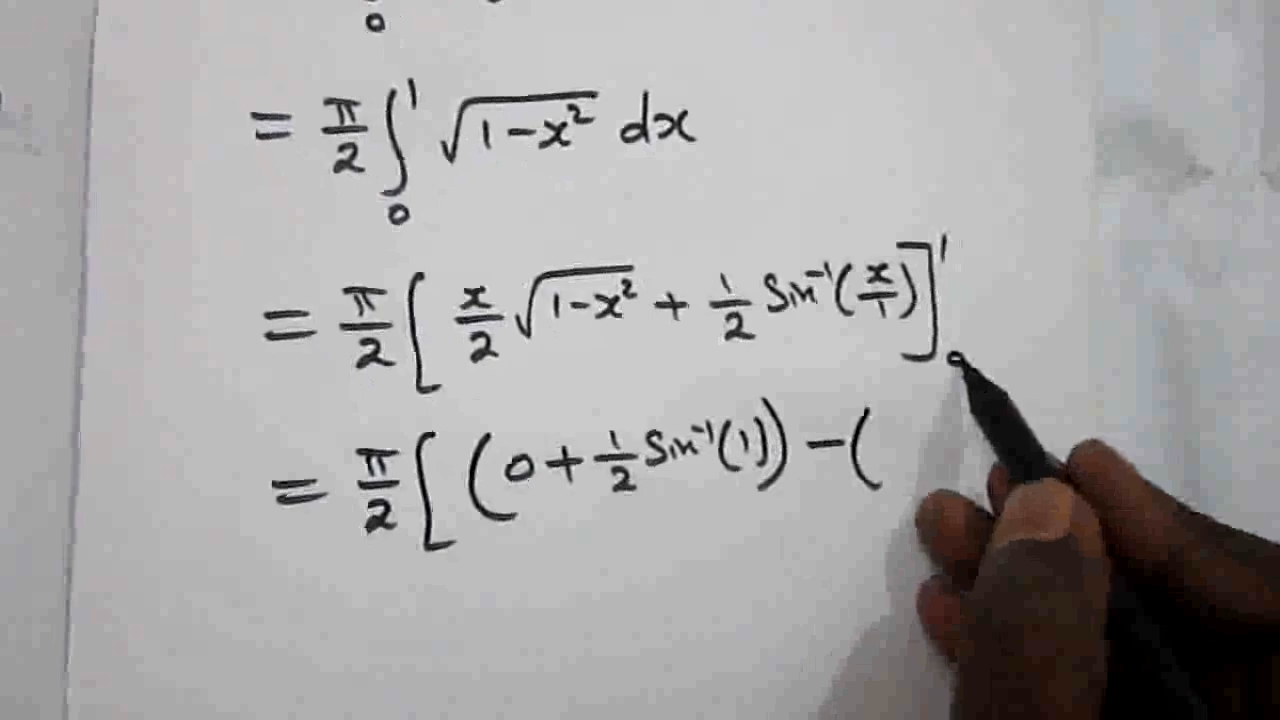 0
= π/2 ∫₀¹ √(1-x²) dx
= π/2 [ x/2 √(1-x²) + 1/2 Sin⁻¹(x/1) ]₀¹
= π/2 [ (0 + 1/2 Sin⁻¹(1)) - (